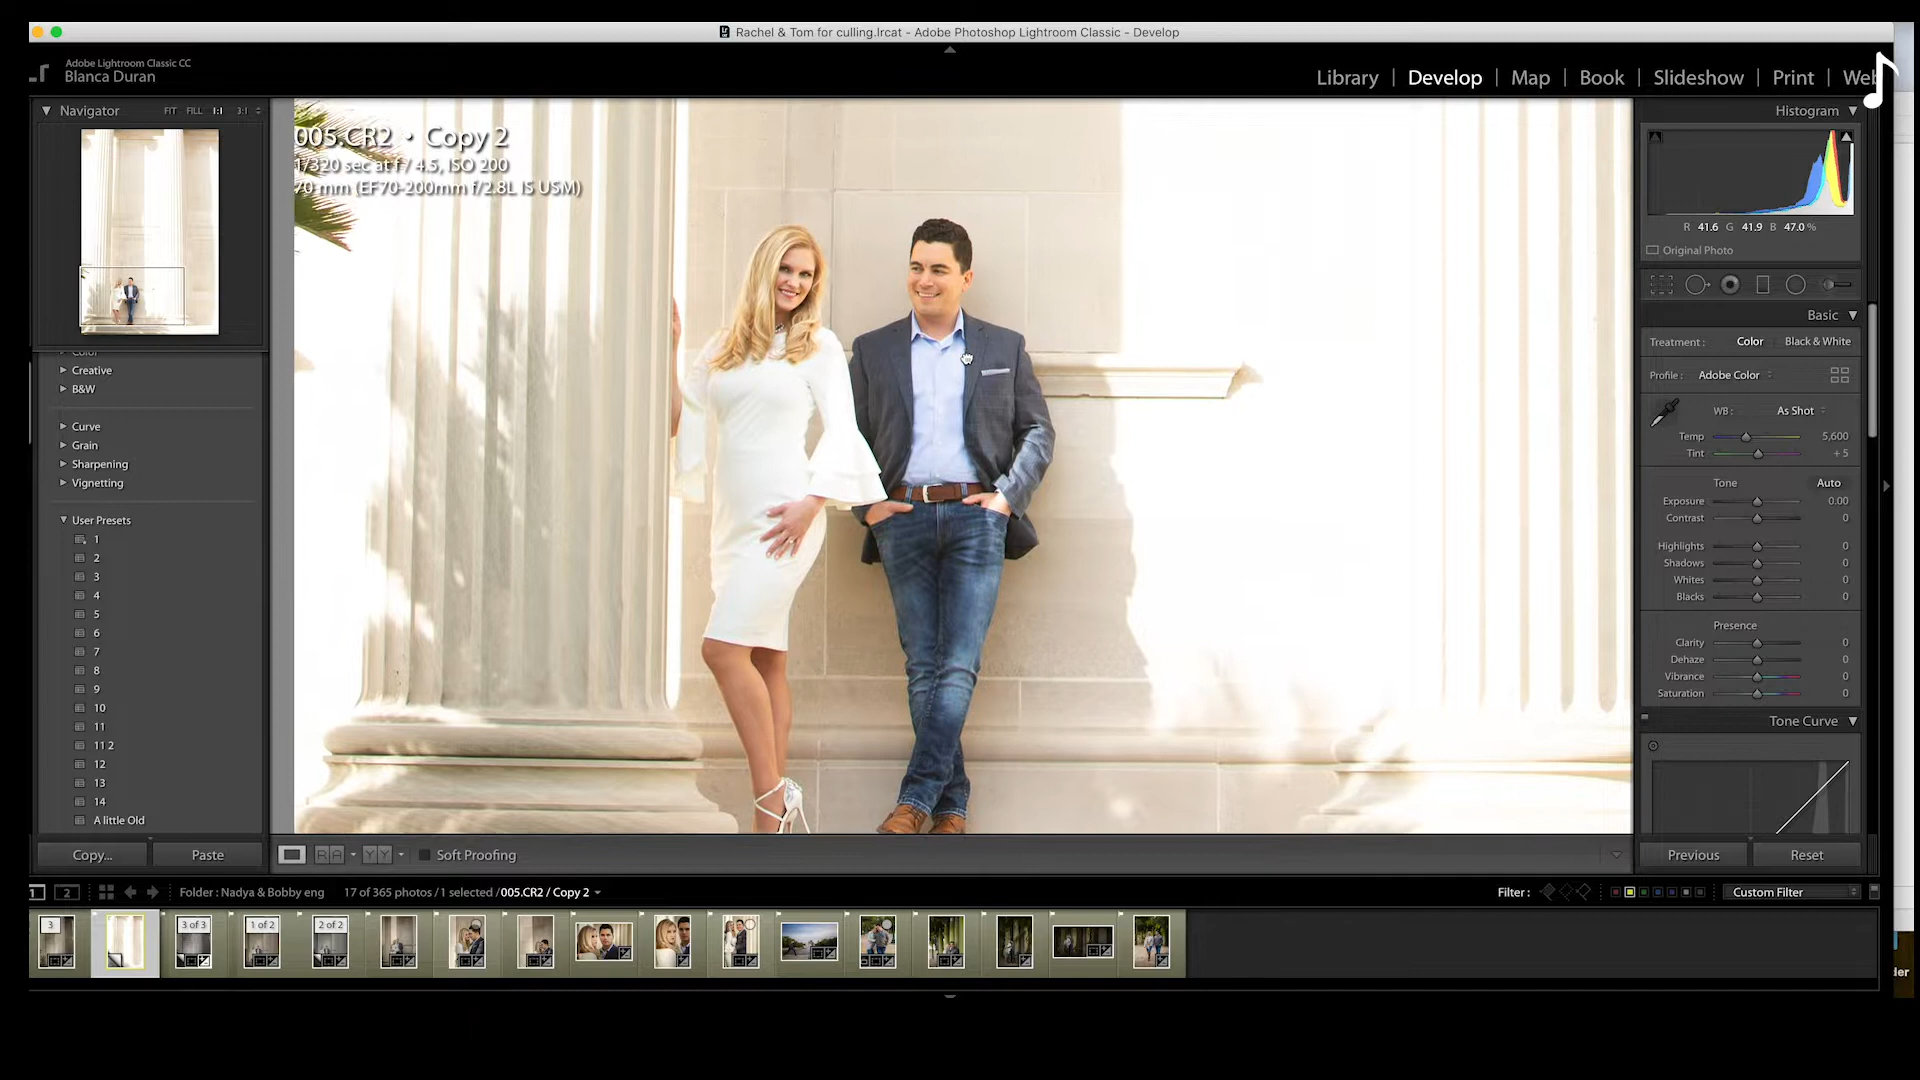 Rachel & Tom for culling.lrcat - Adobe Photoshop Lightroom Classic - Develop
Adobe Lightroom Classic CC
Blanca Duran
Library | Develop | Map | Book | Slideshow | Print | Web
Navigator FIT FILL 1:1 3:1
005.CR2 • Copy 2
1/320 sec at f / 4.5, ISO 200
70 mm (EF70-200mm f/2.8L IS USM)
Color
Creative
B&W
Curve
Grain
Sharpening
Vignetting
User Presets
1
2
3
4
5
6
7
8
9
10
11
11 2
12
13
14
A little Old
Copy... Paste
Histogram
R 41.6 G 41.9 B 47.0 %
Original Photo
Basic
Treatment : Color Black & White
Profile : Adobe Color
WB : As Shot
Temp 5,600
Tint + 5
Tone Auto
Exposure 0.00
Contrast 0
Highlights 0
Shadows 0
Whites 0
Blacks 0
Presence
Clarity 0
Dehaze 0
Vibrance 0
Saturation 0
Tone Curve
Previous Reset
RA YY Soft Proofing
1 2 Folder : Nadya & Bobby eng 17 of 365 photos / 1 selected / 005.CR2 / Copy 2 Filter : Custom Filter
3 3 of 3 1 of 2 2 of 2
der